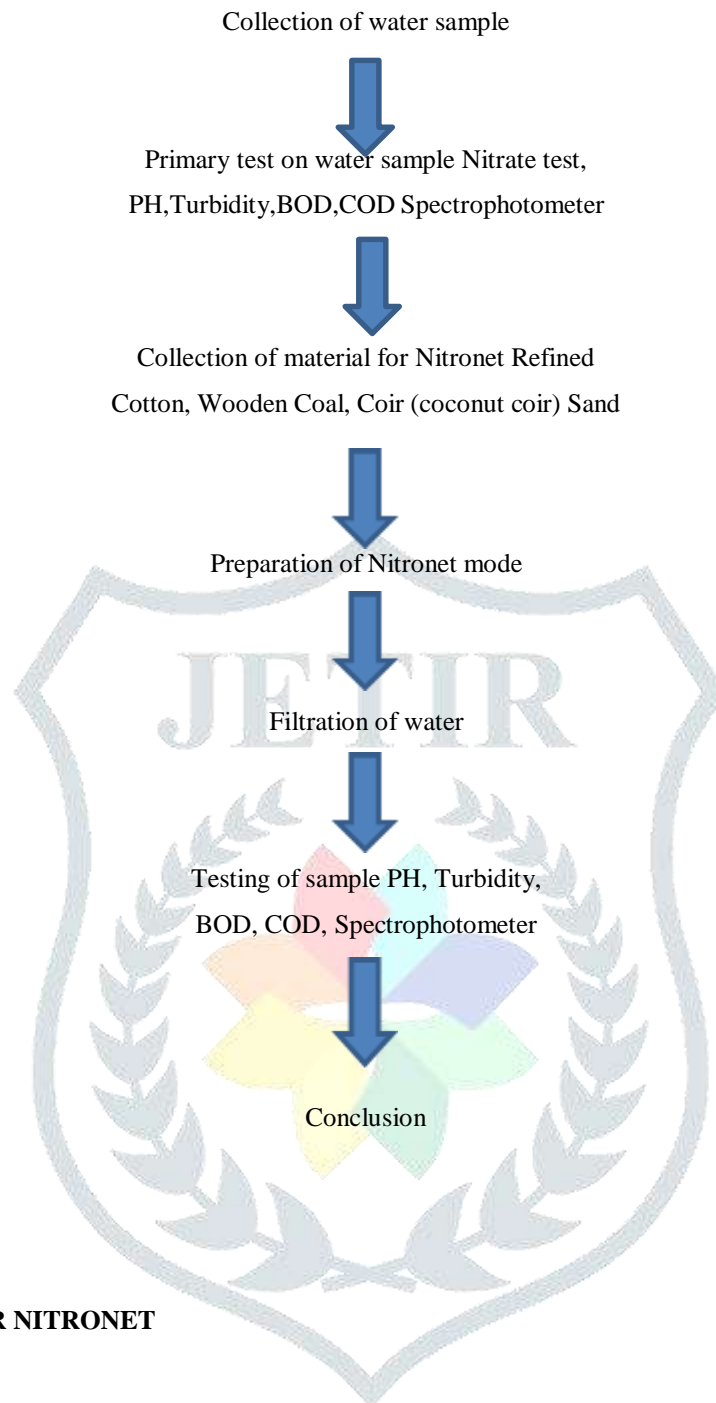 Collection of water sample
Primary test on water sample Nitrate test,
PH,Turbidity,BOD,COD Spectrophotometer
Collection of material for Nitronet Refined
Cotton, Wooden Coal, Coir (coconut coir) Sand
Preparation of Nitronet mode
JETIR
Filtration of water
Testing of sample PH, Turbidity,
BOD, COD, Spectrophotometer
Conclusion
R NITRONET